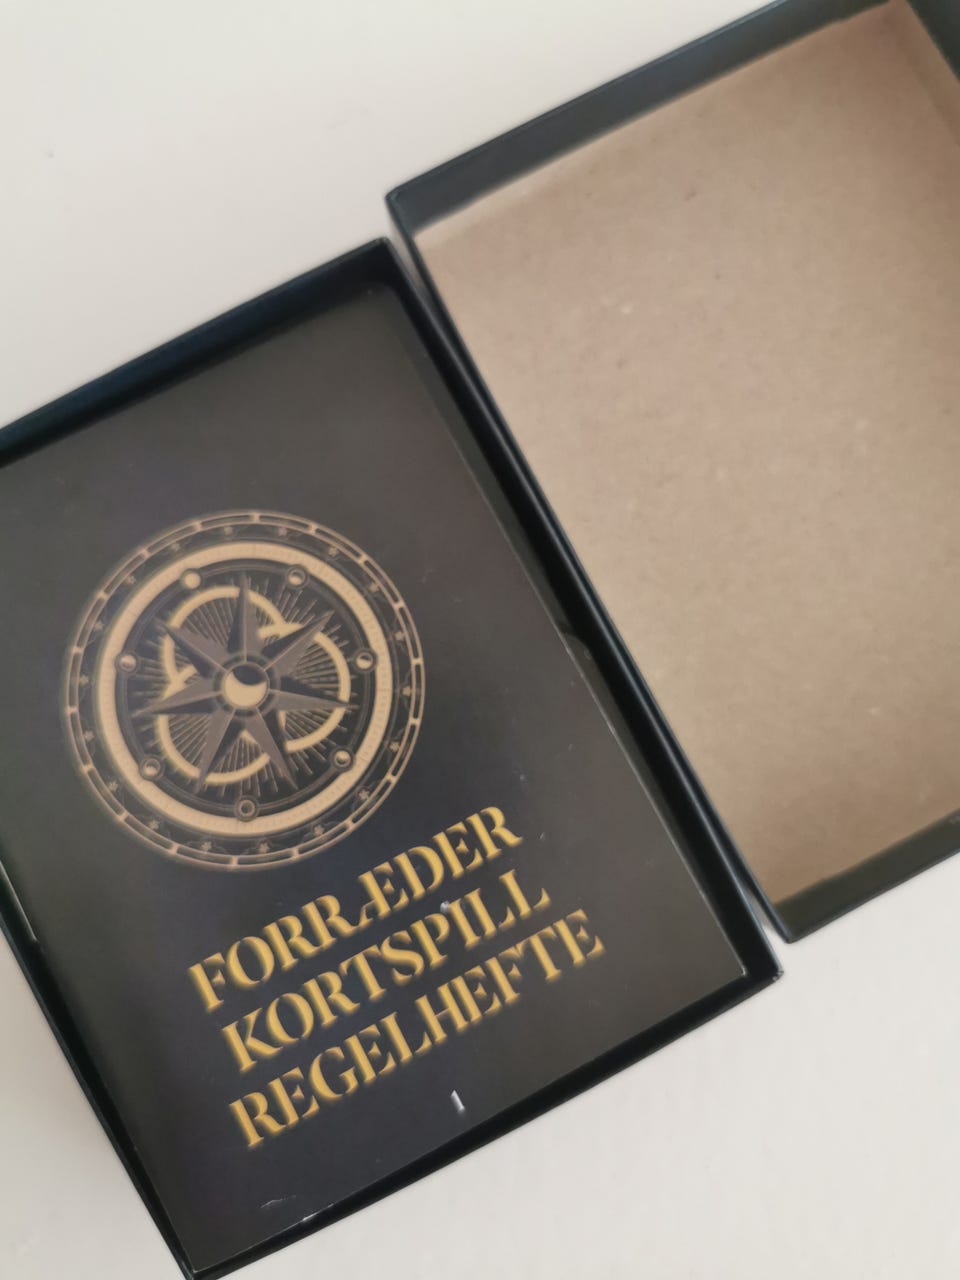 FORRÆDER
KORTSPILL
REGELHEFTE
1